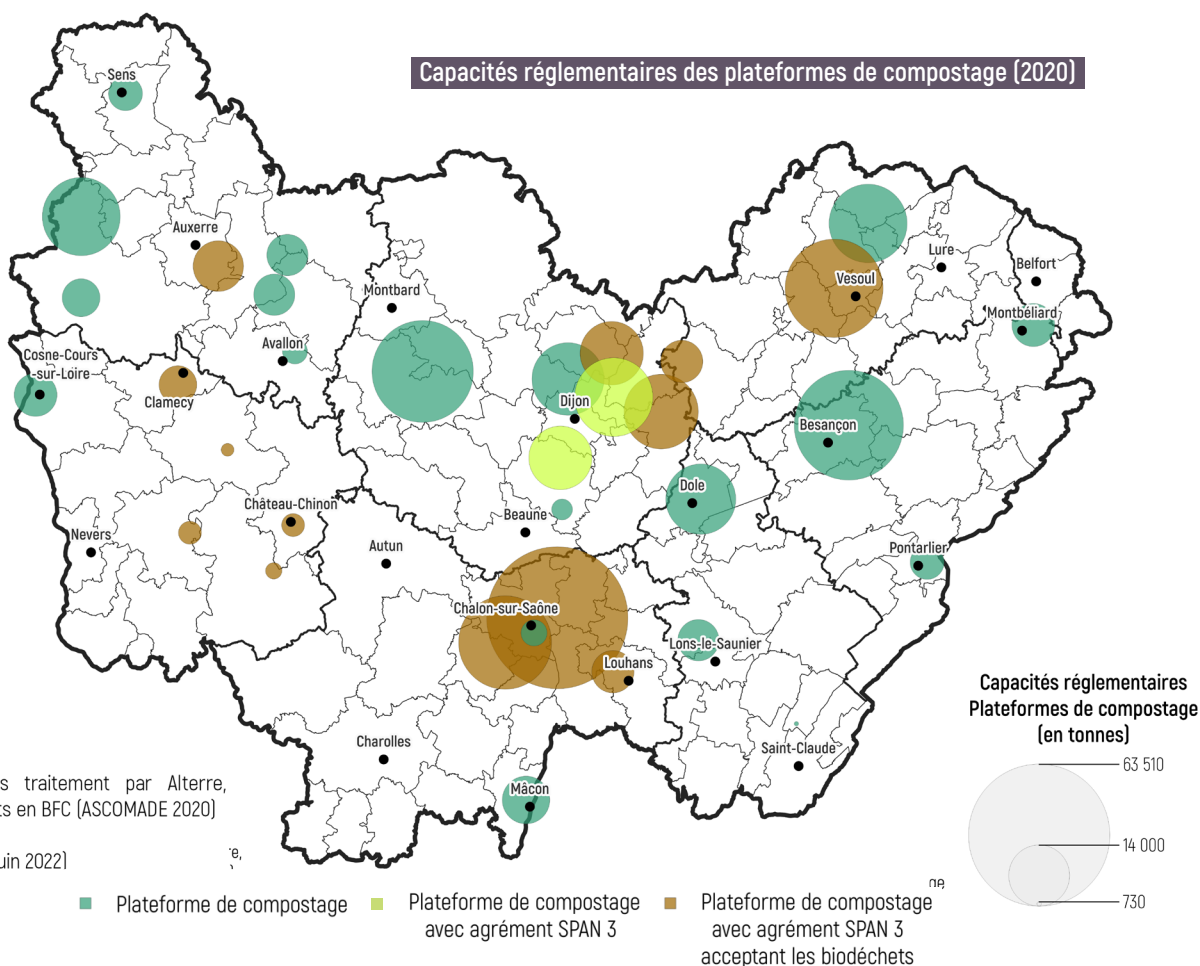 Capacités réglementaires des plateformes de compostage (2020)
Sens
Auxerre
Montbard
Avallon
Cosne-Cours
-sur-Loire
Clamecy
Château-Chinon
Nevers
Autun
Beaune
Dijon
Vesoul
Lure
Belfort
Montbéliard
Besançon
Dole
Pontarlier
Chalon-sur-Saône
Louhans
Lons-le-Saunier
Saint-Claude
Charolles
Mâcon
Capacités réglementaires
Plateformes de compostage
(en tonnes)
63 510
14 000
730
s traitement par Alterre,
ts en BFC (ASCOMADE 2020)
uin 2022)
Plateforme de compostage
Plateforme de compostage
avec agrément SPAN 3
Plateforme de compostage
avec agrément SPAN 3
acceptant les biodéchets